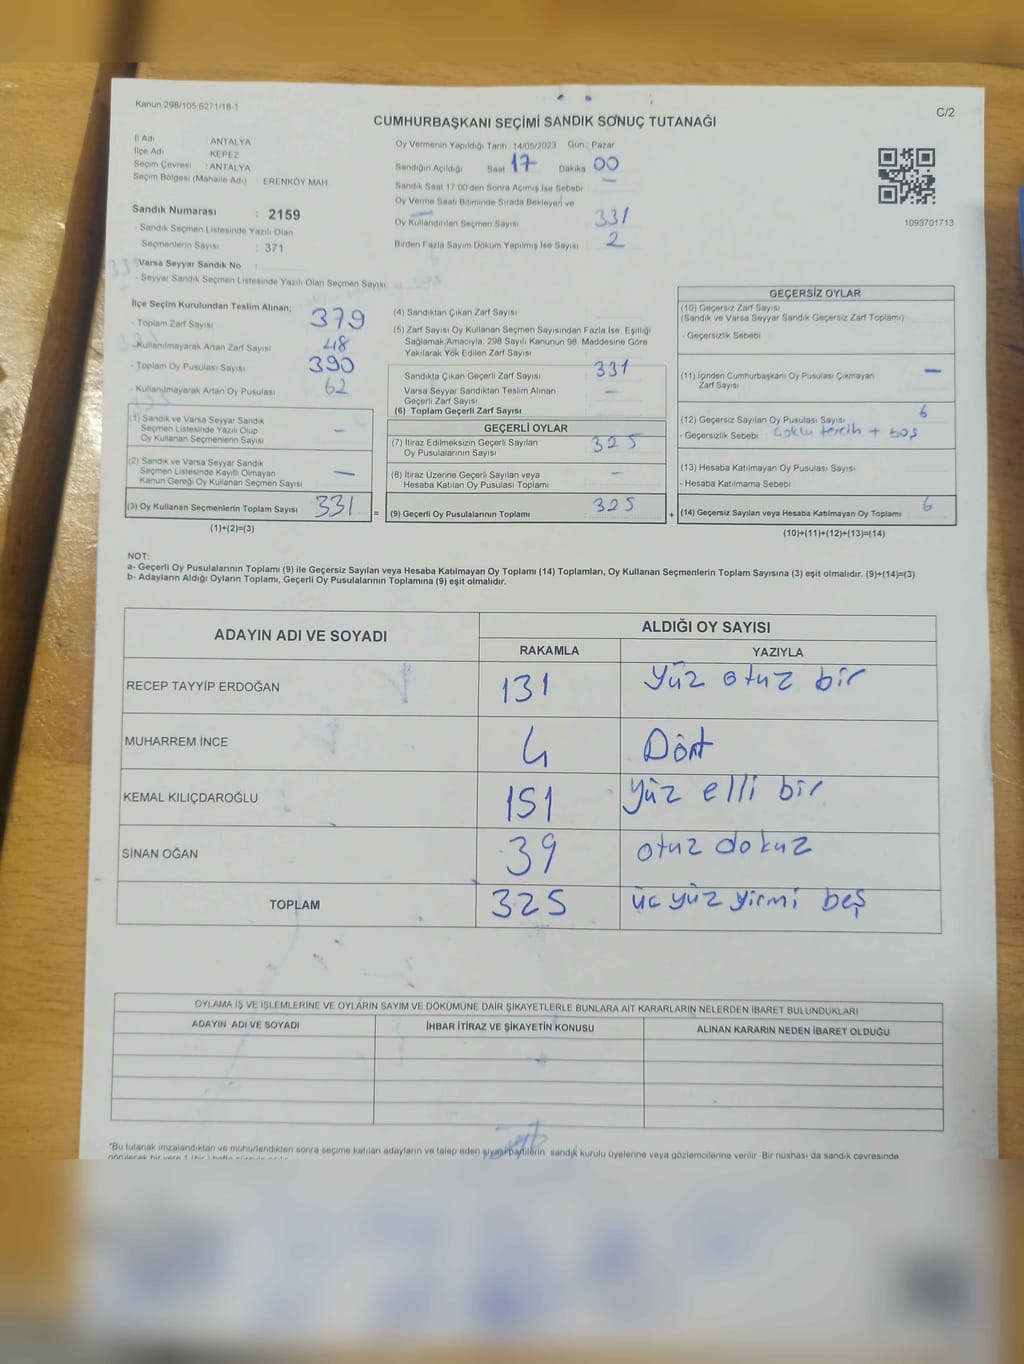 Kanun:298/105;6271/18-1
C/2
CUMHURBAŞKANI SEÇİMİ SANDIK SONUÇ TUTANAĞI
İl Adı ANTALYA
İlçe Adı KEPEZ
Seçim Çevresi : ANTALYA
Seçim Bölgesi (Mahalle Adı) ERENKÖY MAH.
Sandık Numarası : 2159
- Sandık Seçmen Listesinde Yazılı Olan
Seçmenlerin Sayısı : 371
Varsa Seyyar Sandık No
- Seyyar Sandık Seçmen Listesinde Yazılı Olan Seçmen Sayısı
Oy Vermenin Yapıldığı Tarih 14/05/2023 Gün Pazar
Sandığın Açıldığı Saat 17 Dakika 00
Sandık Saat 17:00'den Sonra Açılmış İse Sebebi —
Oy Verme Saati Bitiminde Sırada Bekleyen ve —
Oy Kullandırılan Seçmen Sayısı 331
Birden Fazla Sayım Döküm Yapılmış İse Sayısı 2
1093701713
İlçe Seçim Kurulundan Teslim Alınan;
- Toplam Zarf Sayısı 379
- Kullanılmayarak Artan Zarf Sayısı 48
- Toplam Oy Pusulası Sayısı 390
- Kullanılmayarak Artan Oy Pusulası 62
(1) Sandık ve Varsa Seyyar Sandık
Seçmen Listesinde Yazılı Olup
Oy Kullanan Seçmenlerin Sayısı —
(2) Sandık ve Varsa Seyyar Sandık
Seçmen Listesinde Kayıtlı Olmayan
Kanun Gereği Oy Kullanan Seçmen Sayısı —
(3) Oy Kullanan Seçmenlerin Toplam Sayısı 331 =
(1)+(2)=(3)
(4) Sandıktan Çıkan Zarf Sayısı
(5) Zarf Sayısı Oy Kullanan Seçmen Sayısından Fazla İse, Eşitliği
Sağlamak Amacıyla, 298 Sayılı Kanunun 98. Maddesine Göre
Yakılarak Yok Edilen Zarf Sayısı
Sandıkta Çıkan Geçerli Zarf Sayısı 331
Varsa Seyyar Sandıktan Teslim Alınan —
Geçerli Zarf Sayısı
(6) Toplam Geçerli Zarf Sayısı
GEÇERLİ OYLAR
(7) İtiraz Edilmeksizin Geçerli Sayılan 325
Oy Pusulalarının Sayısı
(8) İtiraz Üzerine Geçerli Sayılan veya —
Hesaba Katılan Oy Pusulası Toplamı
(9) Geçerli Oy Pusulalarının Toplamı 325 +
GEÇERSİZ OYLAR
(10) Geçersiz Zarf Sayısı
(Sandık ve Varsa Seyyar Sandık Geçersiz Zarf Toplamı)
- Geçersizlik Sebebi
(11) İçinden Cumhurbaşkanı Oy Pusulası Çıkmayan —
Zarf Sayısı
(12) Geçersiz Sayılan Oy Pusulası Sayısı 6
- Geçersizlik Sebebi : Çoklu tercih + boş
(13) Hesaba Katılmayan Oy Pusulası Sayısı
- Hesaba Katılmama Sebebi
(14) Geçersiz Sayılan veya Hesaba Katılmayan Oy Toplamı 6
(10)+(11)+(12)+(13)=(14)
NOT:
a- Geçerli Oy Pusulalarının Toplamı (9) ile Geçersiz Sayılan veya Hesaba Katılmayan Oy Toplamı (14) Toplamları, Oy Kullanan Seçmenlerin Toplam Sayısına (3) eşit olmalıdır. (9)+(14)=(3)
b- Adayların Aldığı Oyların Toplamı, Geçerli Oy Pusulalarının Toplamına (9) eşit olmalıdır.
ADAYIN ADI VE SOYADI ALDIĞI OY SAYISI
RAKAMLA YAZIYLA
RECEP TAYYİP ERDOĞAN 131 Yüz otuz bir
MUHARREM İNCE 4 Dört
KEMAL KILIÇDAROĞLU 151 Yüz elli bir
SİNAN OĞAN 39 otuz dokuz
TOPLAM 325 üç yüz yirmi beş
OYLAMA İŞ VE İŞLEMLERİNE VE OYLARIN SAYIM VE DÖKÜMÜNE DAİR ŞİKAYETLERLE BUNLARA AİT KARARLARIN NELERDEN İBARET BULUNDUKLARI
ADAYIN ADI VE SOYADI İHBAR İTİRAZ VE ŞİKAYETİN KONUSU ALINAN KARARIN NEDEN İBARET OLDUĞU
*Bu tutanak imzalandıktan ve mühürlendikten sonra seçime katılan adayların ve talep eden siyasi partilerin sandık kurulu üyelerine veya gözlemcilerine verilir. Bir nüshası da sandık çevresinde